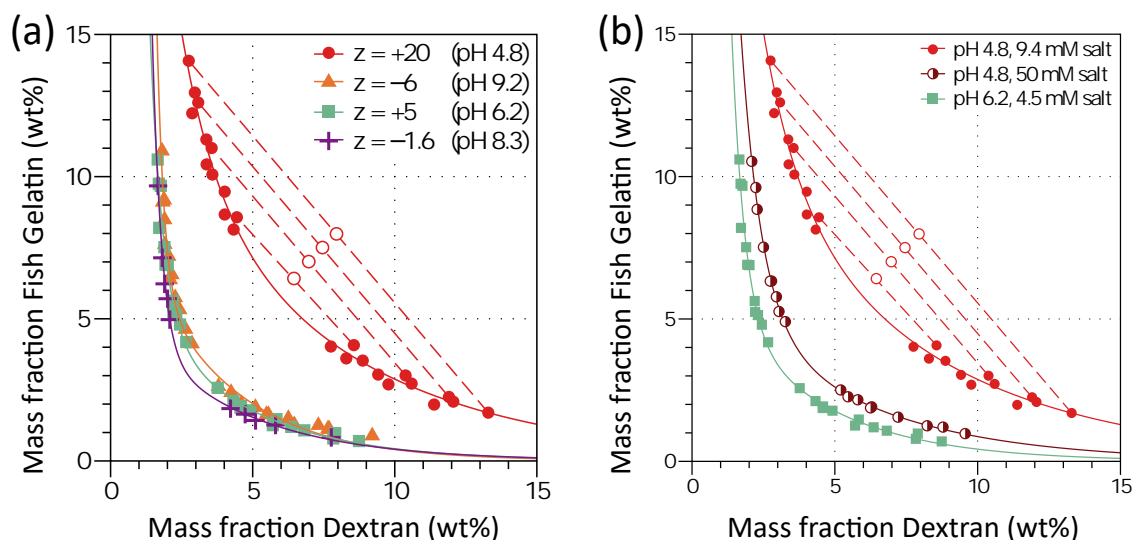 (a)
Mass fraction Fish Gelatin (wt%)
15
10
5
0
z = +20 (pH 4.8)
z = −6 (pH 9.2)
z = +5 (pH 6.2)
z = −1.6 (pH 8.3)
0 5 10 15
Mass fraction Dextran (wt%)
(b)
Mass fraction Fish Gelatin (wt%)
15
10
5
0
pH 4.8, 9.4 mM salt
pH 4.8, 50 mM salt
pH 6.2, 4.5 mM salt
0 5 10 15
Mass fraction Dextran (wt%)